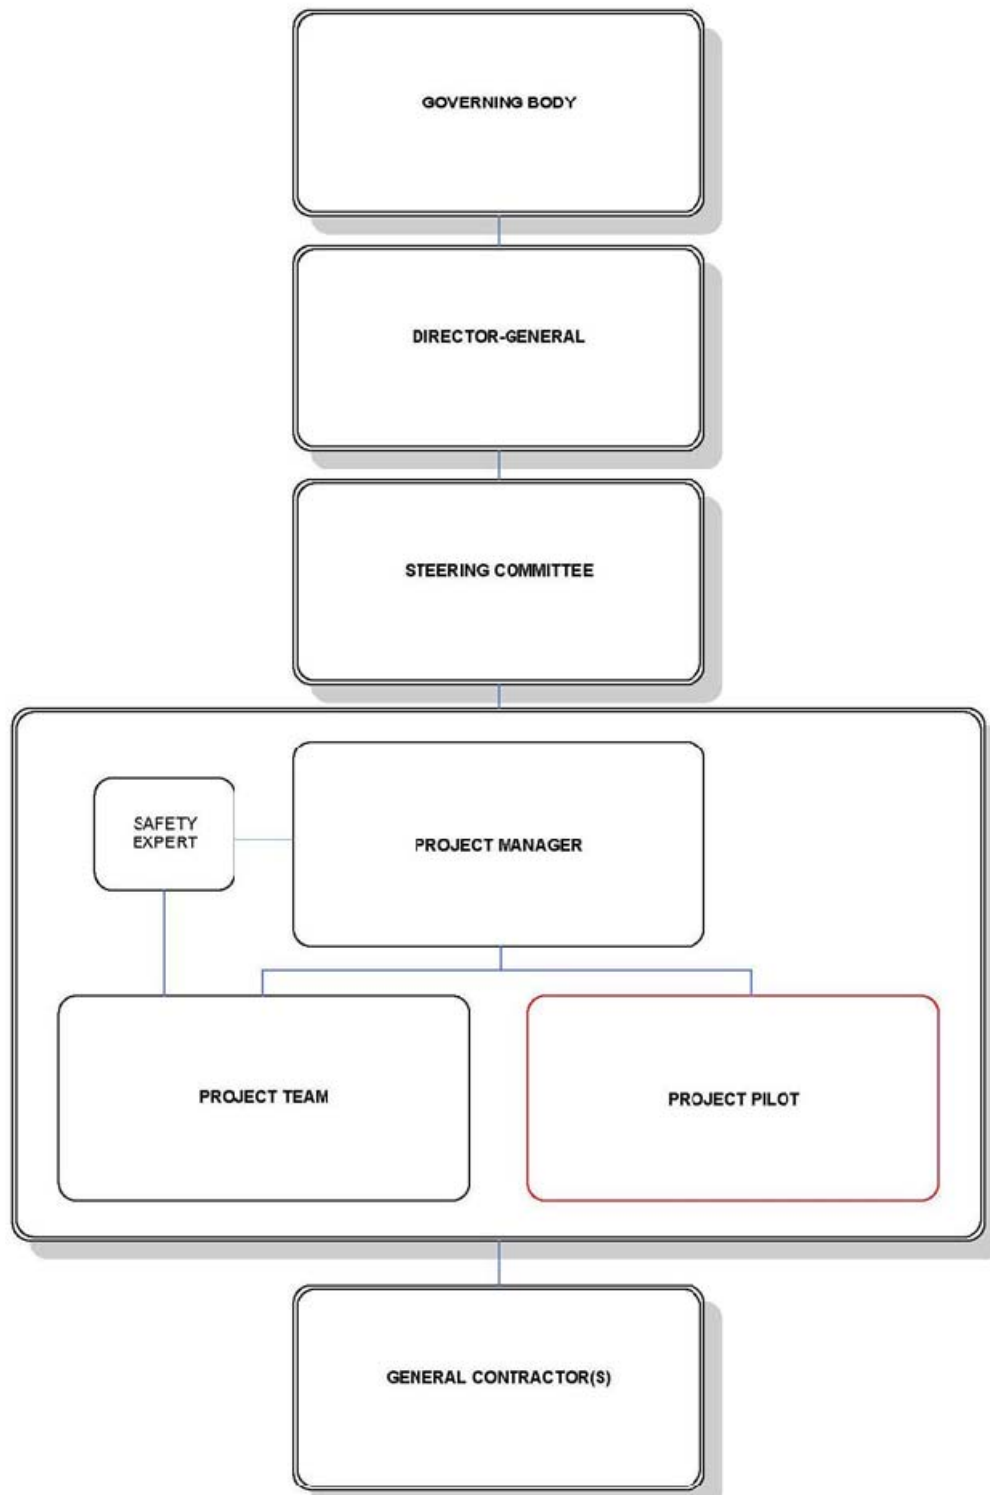 GOVERNING BODY
DIRECTOR-GENERAL
STEERING COMMITTEE
SAFETY
EXPERT
PROJECT MANAGER
PROJECT TEAM
PROJECT PILOT
GENERAL CONTRACTOR(S)